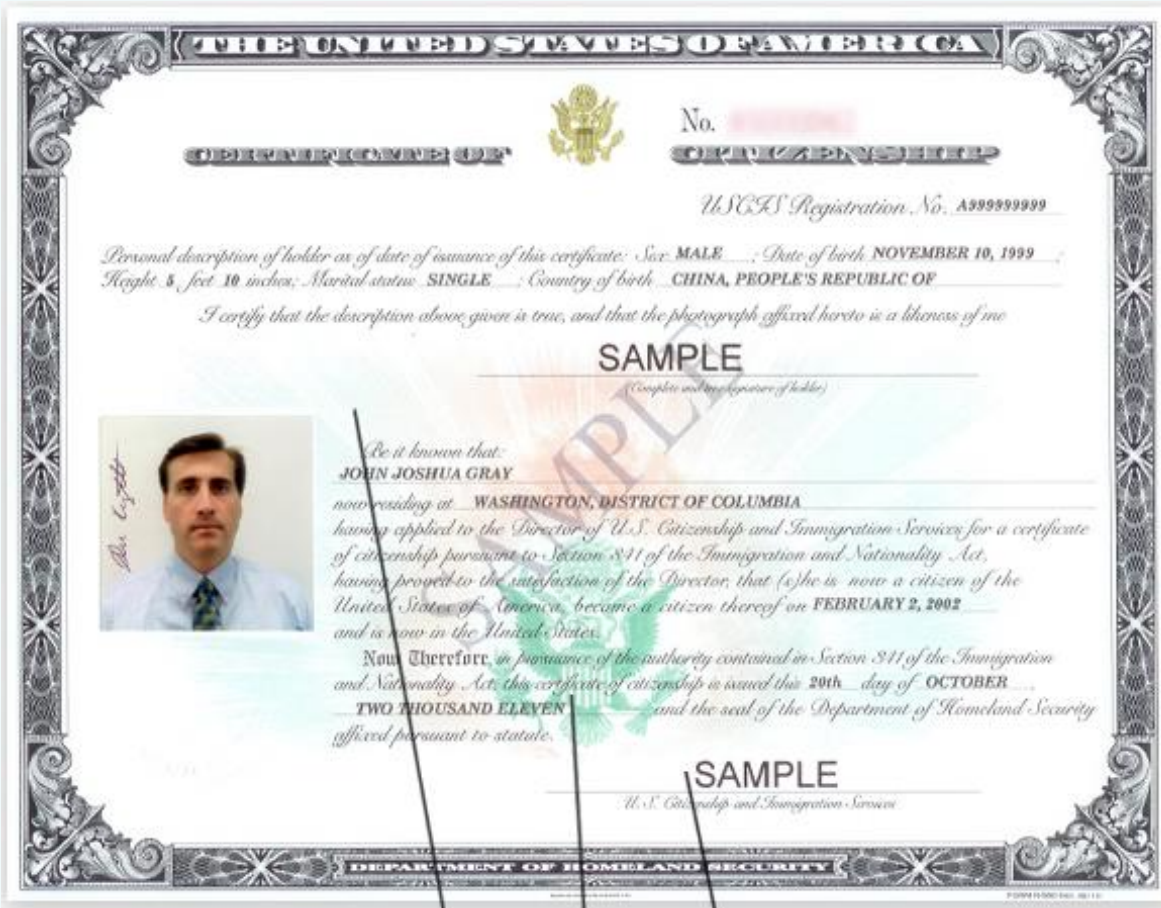 THE UNITED STATES OF AMERICA
No.
CERTIFICATE OF CITIZENSHIP
USCIS Registration No. A999999999
Personal description of holder as of date of issuance of this certificate: Sex MALE ; Date of birth NOVEMBER 10, 1999 ;
Height 5 feet 10 inches; Marital status SINGLE ; Country of birth CHINA, PEOPLE'S REPUBLIC OF
I certify that the description above given is true, and that the photograph affixed hereto is a likeness of me
SAMPLE
(Complete and true signature of holder)
SAMPLE
Be it known that:
JOHN JOSHUA GRAY
now residing at WASHINGTON, DISTRICT OF COLUMBIA
having applied to the Director of U.S. Citizenship and Immigration Services for a certificate
of citizenship pursuant to Section 341 of the Immigration and Nationality Act,
having proved to the satisfaction of the Director, that (s)he is now a citizen of the
United States of America, became a citizen thereof on FEBRUARY 2, 2002
and is now in the United States.
Now Therefore, in pursuance of the authority contained in Section 341 of the Immigration
and Nationality Act, this certificate of citizenship is issued this 20th day of OCTOBER ,
TWO THOUSAND ELEVEN and the seal of the Department of Homeland Security
affixed pursuant to statute.
SAMPLE
U.S. Citizenship and Immigration Services
DEPARTMENT OF HOMELAND SECURITY